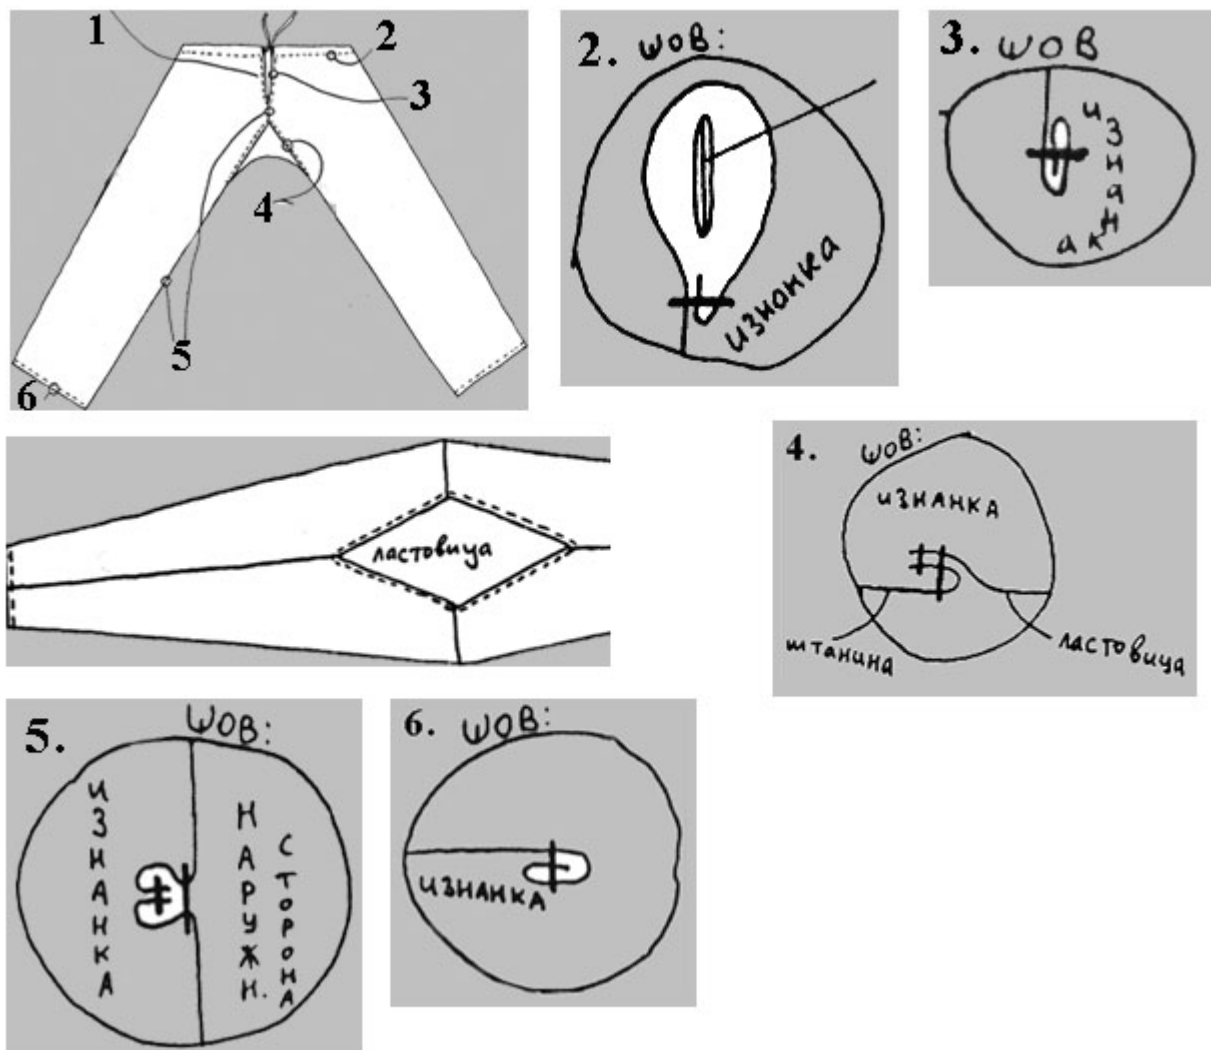 1
2
3
4
5
6
2. шов:
изнонка
3. шов
изнанка
ластовица
4. шов:
изнанка
штанина
ластовица
5. шов:
изнанка
наружн.
сторона
6. шов:
изнанка